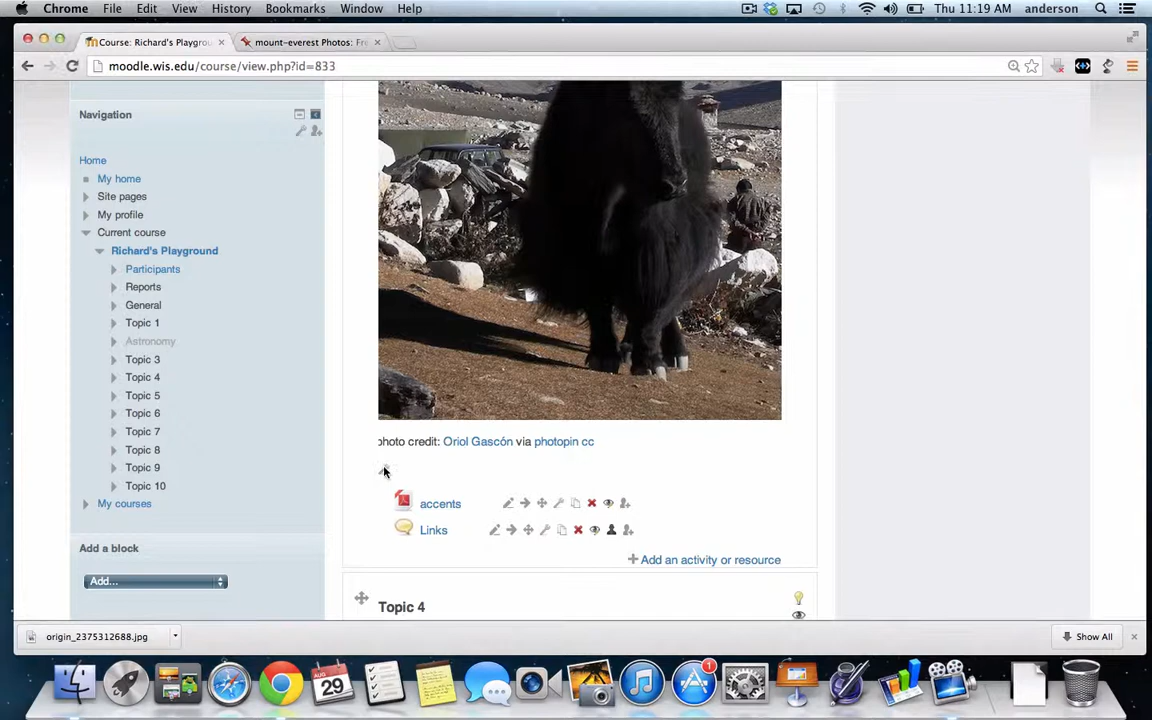 Chrome File Edit View History Bookmarks Window Help Thu 11:19 AM anderson
Course: Richard's Playgrou mount-everest Photos: Fre
moodle.wis.edu/course/view.php?id=833
Navigation
Home
My home
Site pages
My profile
Current course
Richard's Playground
Participants
Reports
General
Topic 1
Astronomy
Topic 3
Topic 4
Topic 5
Topic 6
Topic 7
Topic 8
Topic 9
Topic 10
My courses
Add a block
Add...
photo credit: Oriol Gascón via photopin cc
accents
Links
Add an activity or resource
Topic 4
origin_2375312688.jpg
Show All
AUG
29
1